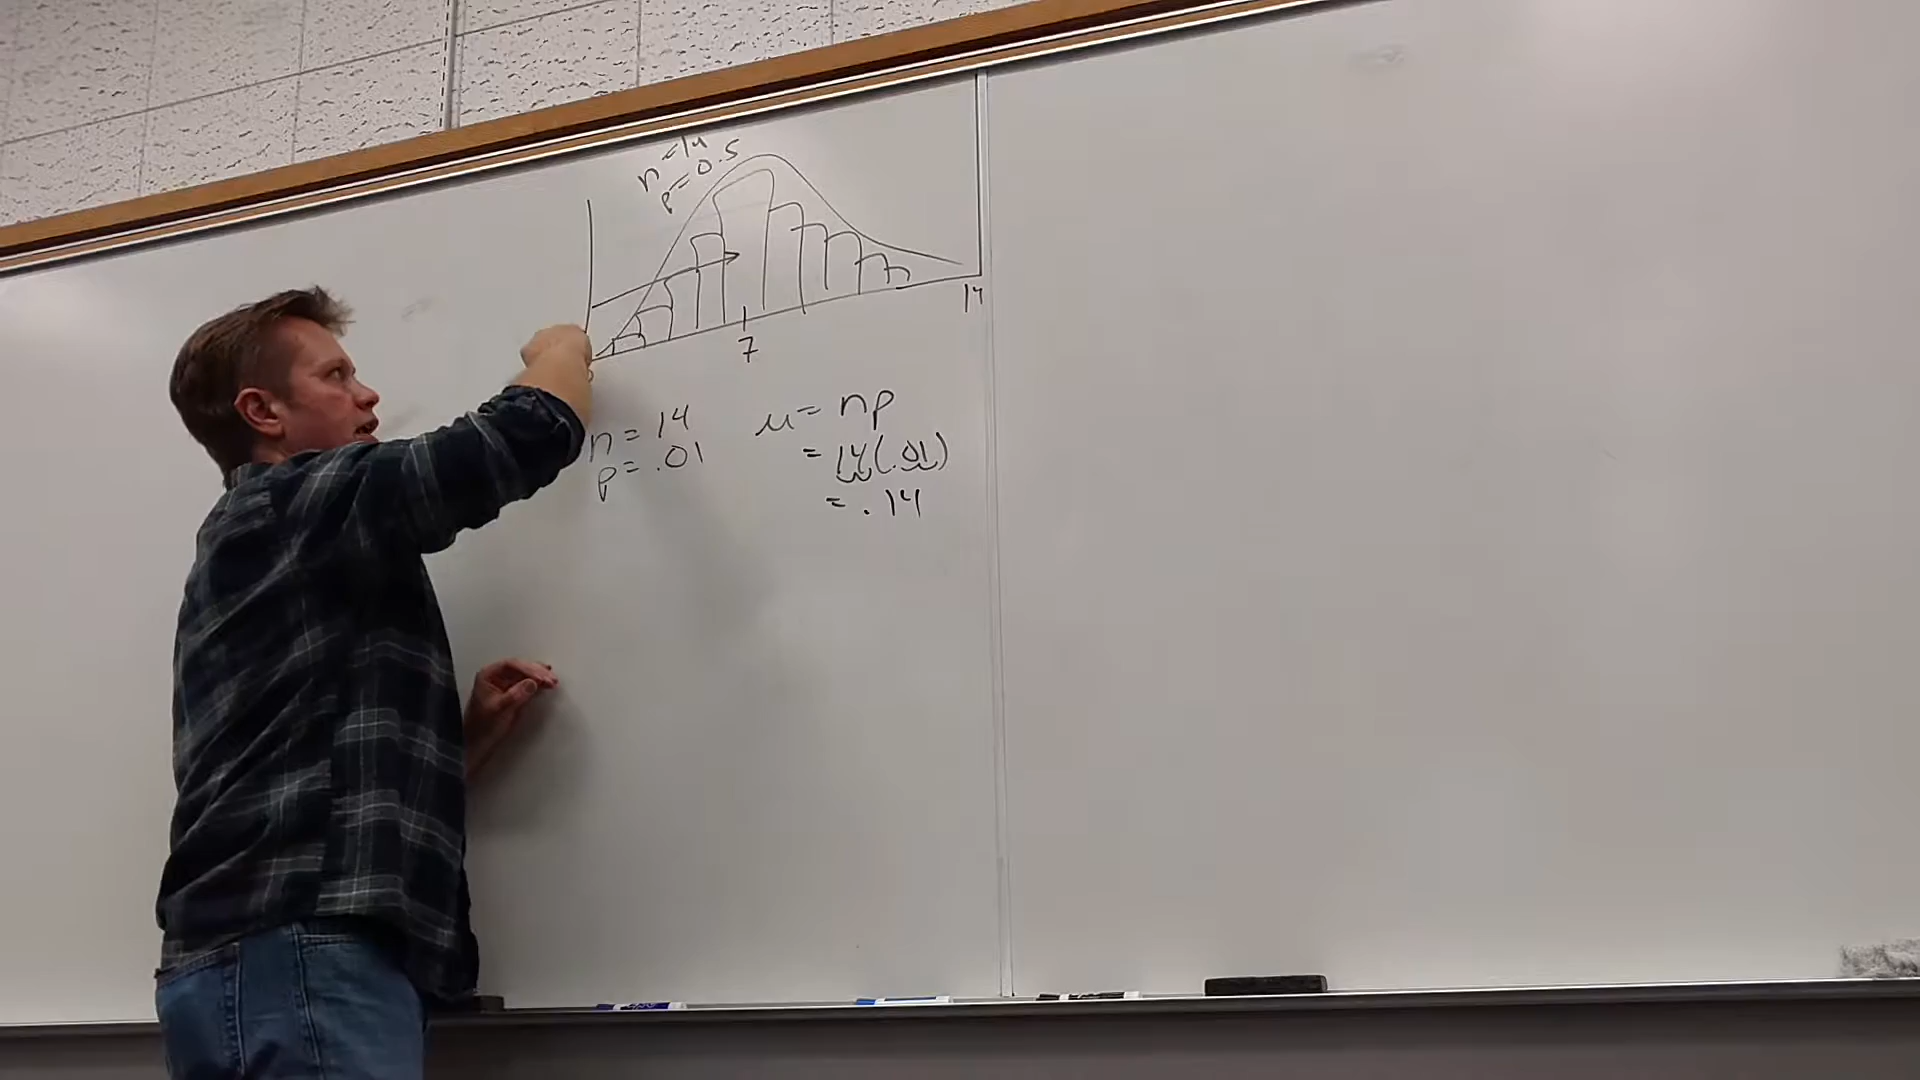 n=14
p=0.5
7
14
n = 14
p = .01
μ = np
= 14(.01)
= .14